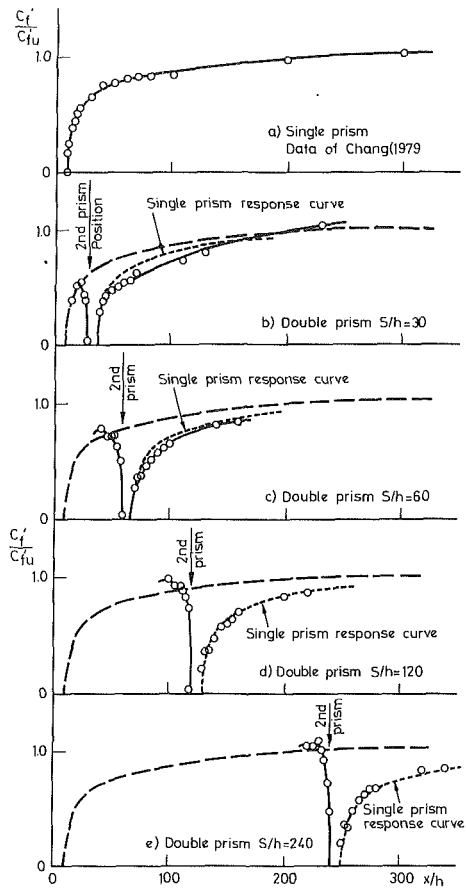 C'f
C'fu
1.0
0
a) Single prism
Data of Chang(1979
2nd prism
Position
Single prism response curve
1.0
0
b) Double prism S/h=30
2nd
prism
Single prism response curve
1.0
0
c) Double prism S/h=60
C'f
C'fu
2nd
prism
1.0
0
Single prism response curve
d) Double prism S/h=120
2nd
prism
1.0
Single prism
response curve
e) Double prism S/h=240
0
0 100 200 300 x/h